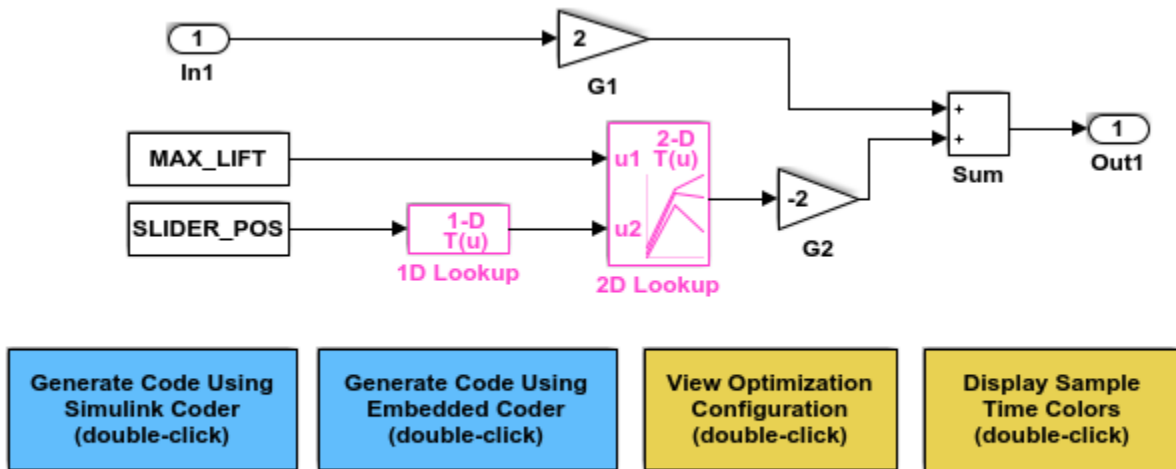 1
In1
2
G1
MAX_LIFT
SLIDER_POS
1-D
T(u)
1D Lookup
2-D
T(u)
u1
u2
2D Lookup
-2
G2
+
+
Sum
1
Out1
Generate Code Using
Simulink Coder
(double-click)
Generate Code Using
Embedded Coder
(double-click)
View Optimization
Configuration
(double-click)
Display Sample
Time Colors
(double-click)